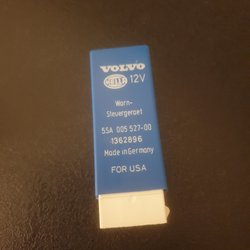 VOLVO
HELLA 12V
Warn-
Steuergeraet
5SA 005 527-00
1362896
Made in Germany
FOR USA